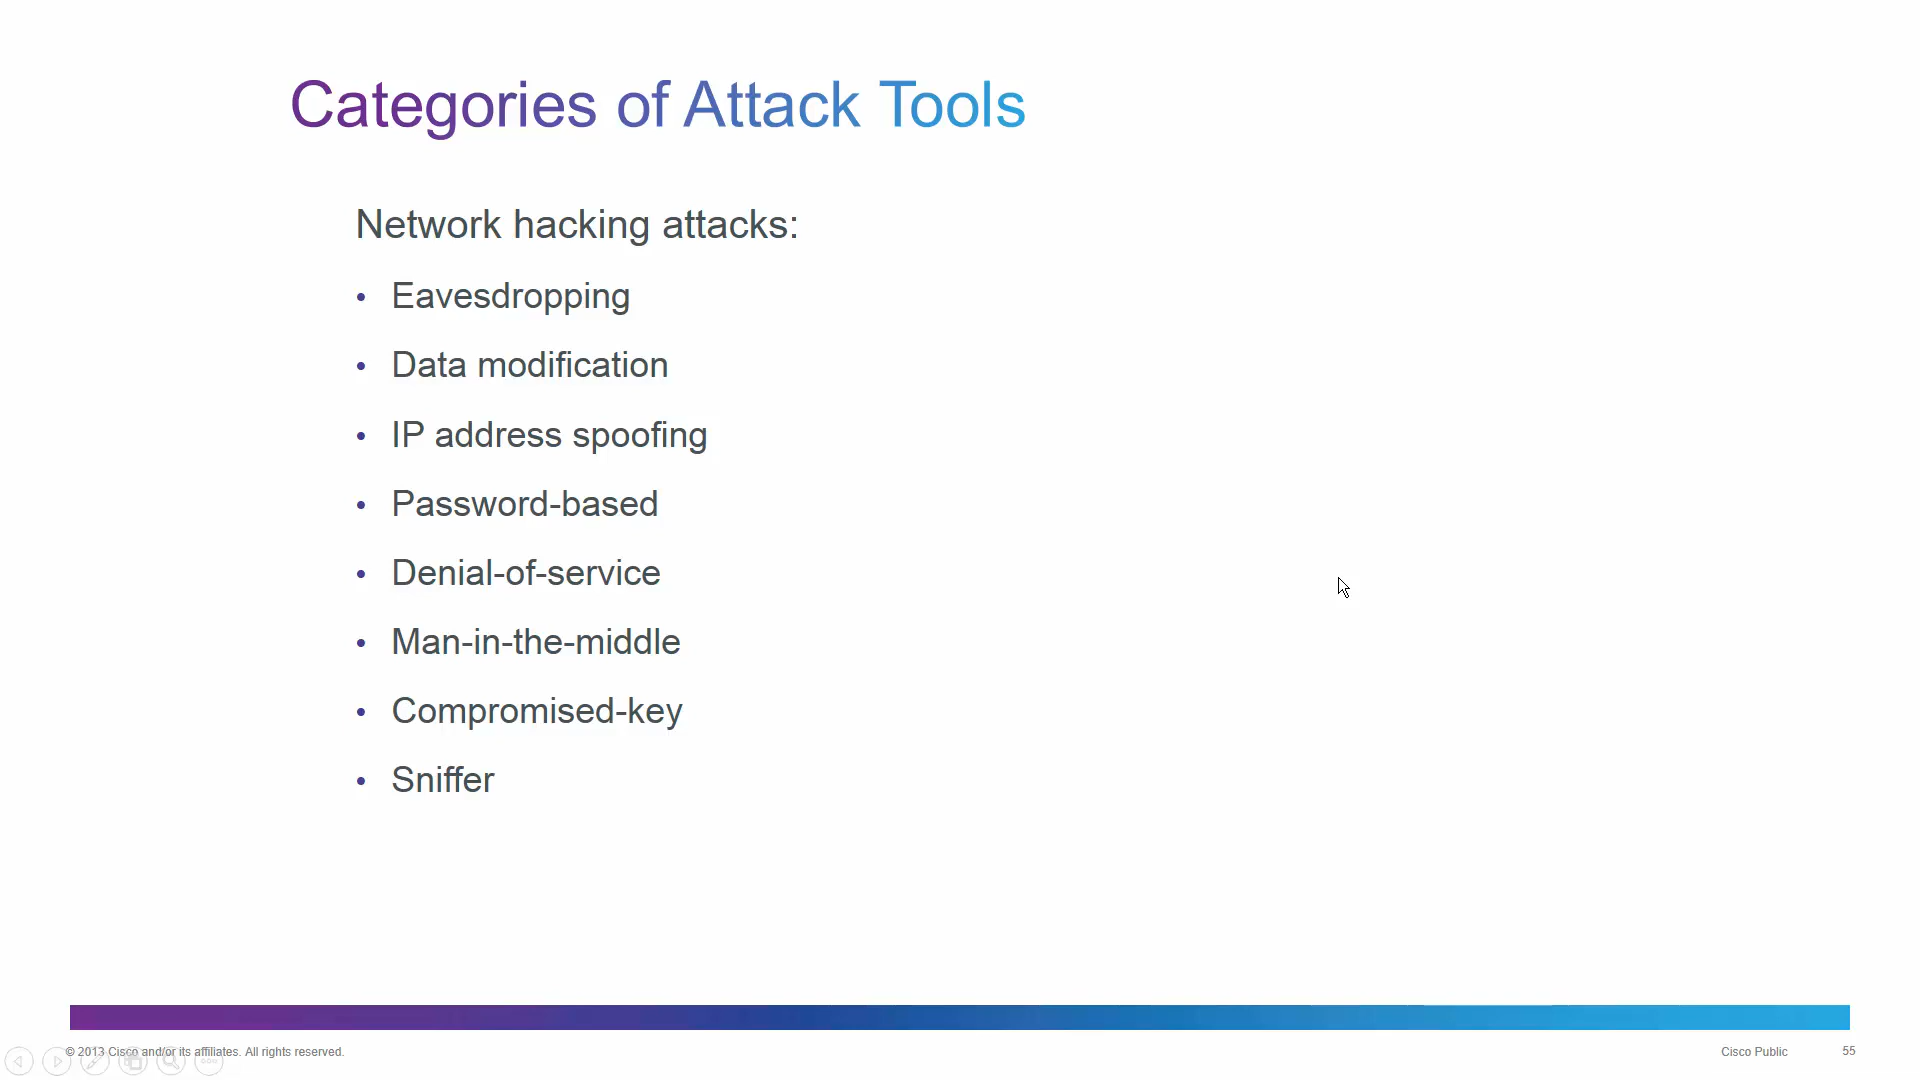 Categories of Attack Tools
Network hacking attacks:
• Eavesdropping
• Data modification
• IP address spoofing
• Password-based
• Denial-of-service
• Man-in-the-middle
• Compromised-key
• Sniffer
© 2013 Cisco and/or its affiliates. All rights reserved.
Cisco Public
55